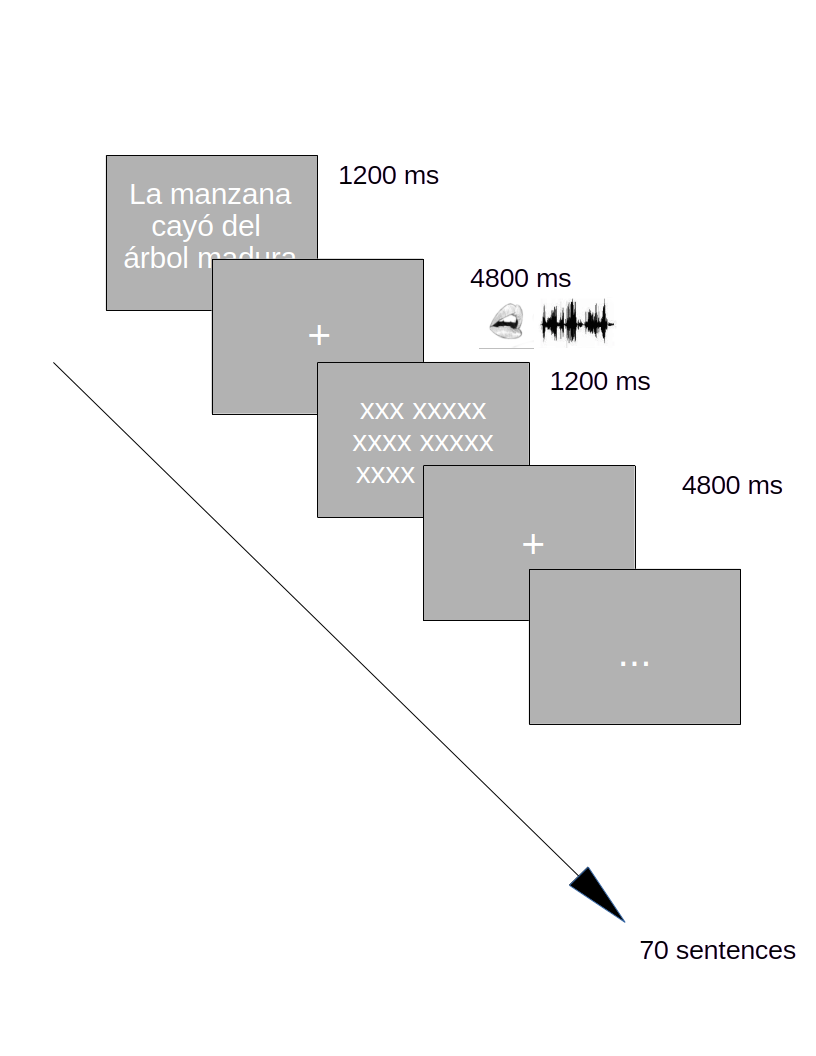 La manzana
cayó del
árbol madura
1200 ms
+
4800 ms
xxx xxxxx
xxxx xxxxx
xxxx
1200 ms
+
4800 ms
...
70 sentences